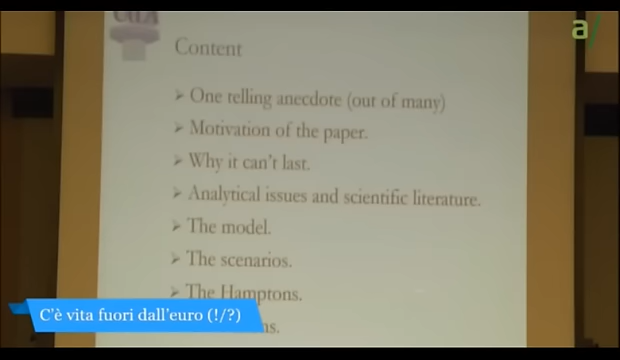 a/
Content
➢ One telling anecdote (out of many)
➢ Motivation of the paper.
➢ Why it can't last.
➢ Analytical issues and scientific literature.
➢ The model.
➢ The scenarios.
➢ The Hamptons.
C'è vita fuori dall'euro (!/?)